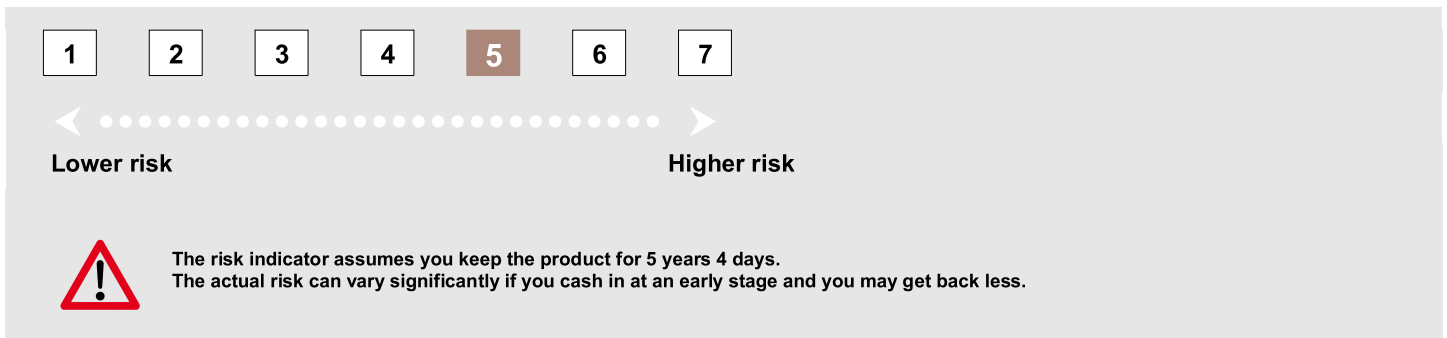 1 2 3 4 5 6 7
Lower risk Higher risk
!
The risk indicator assumes you keep the product for 5 years 4 days.
The actual risk can vary significantly if you cash in at an early stage and you may get back less.